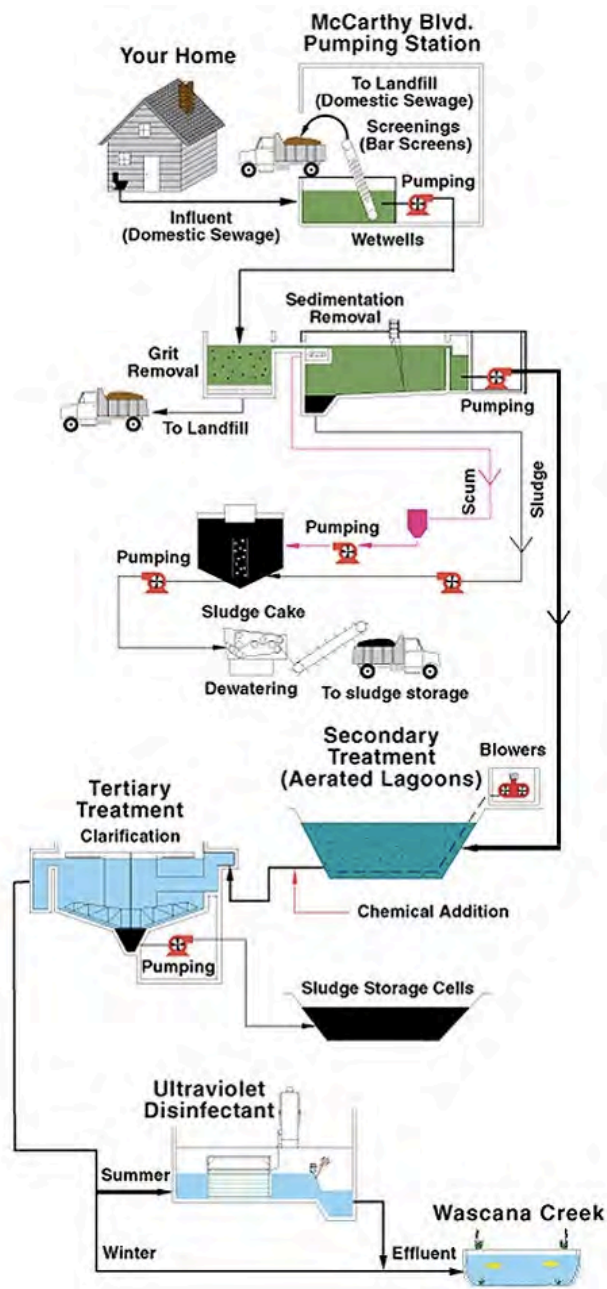 McCarthy Blvd.
Pumping Station
Your Home
To Landfill
(Domestic Sewage)
Screenings
(Bar Screens)
Pumping
Influent
(Domestic Sewage)
Wetwells
Sedimentation
Removal
Grit
Removal
Pumping
To Landfill
Scum
Sludge
Pumping
Pumping
Sludge Cake
Dewatering
To sludge storage
Secondary
Treatment
(Aerated Lagoons)
Blowers
Tertiary
Treatment
Clarification
Chemical Addition
Pumping
Sludge Storage Cells
Ultraviolet
Disinfectant
Summer
Wascana Creek
Winter
Effluent